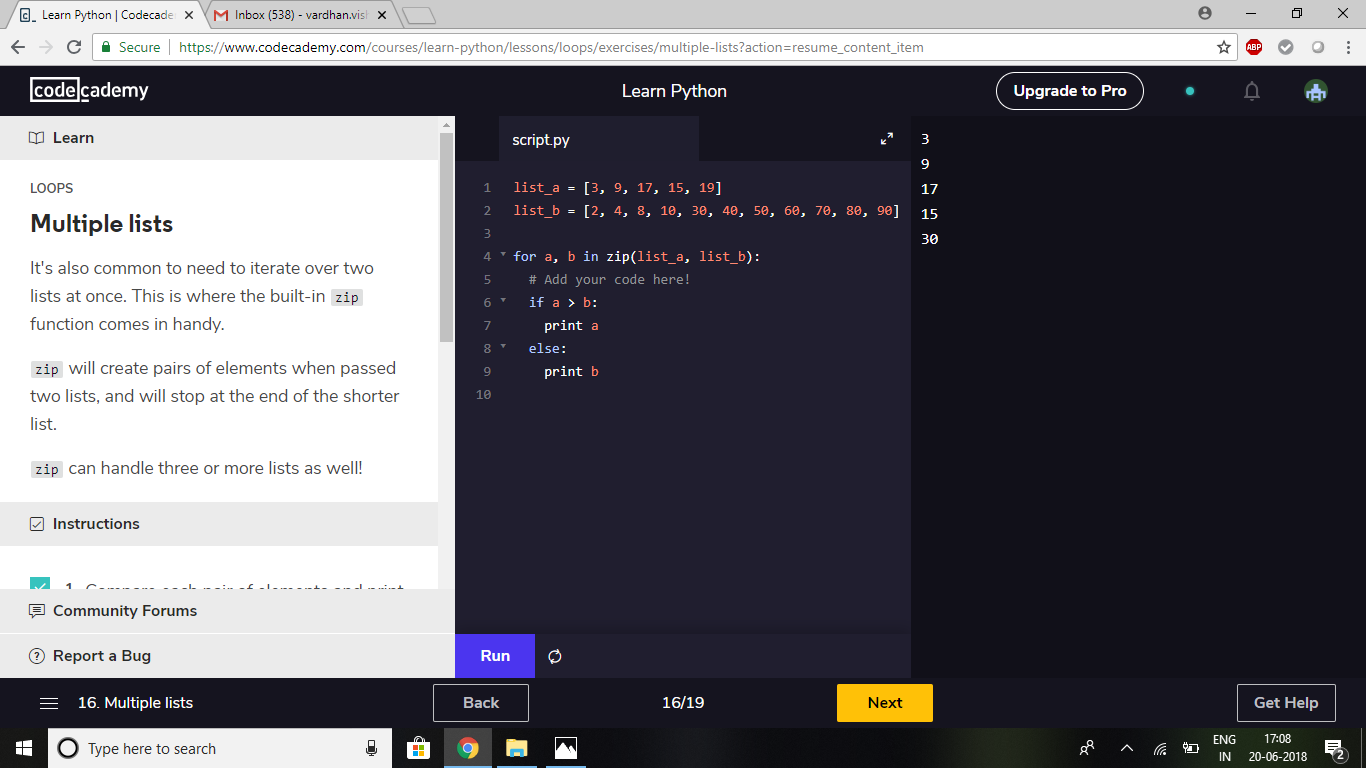 Learn Python | Codecade
Inbox (538) - vardhan.vis
Secure
https://www.codecademy.com/courses/learn-python/lessons/loops/exercises/multiple-lists?action=resume_content_item
ABP
codecademy
Learn Python
Upgrade to Pro
Learn
LOOPS
Multiple lists
It's also common to need to iterate over two
lists at once. This is where the built-in zip
function comes in handy.
zip will create pairs of elements when passed
two lists, and will stop at the end of the shorter
list.
zip can handle three or more lists as well!
Instructions
1. Compare each pair of elements and print
Community Forums
Report a Bug
script.py
1 list_a = [3, 9, 17, 15, 19]
2 list_b = [2, 4, 8, 10, 30, 40, 50, 60, 70, 80, 90]
3
4 for a, b in zip(list_a, list_b):
5 # Add your code here!
6 if a > b:
7 print a
8 else:
9 print b
10
Run
3
9
17
15
30
16. Multiple lists
Back
16/19
Next
Get Help
Type here to search
ENG
IN
17:08
20-06-2018
2